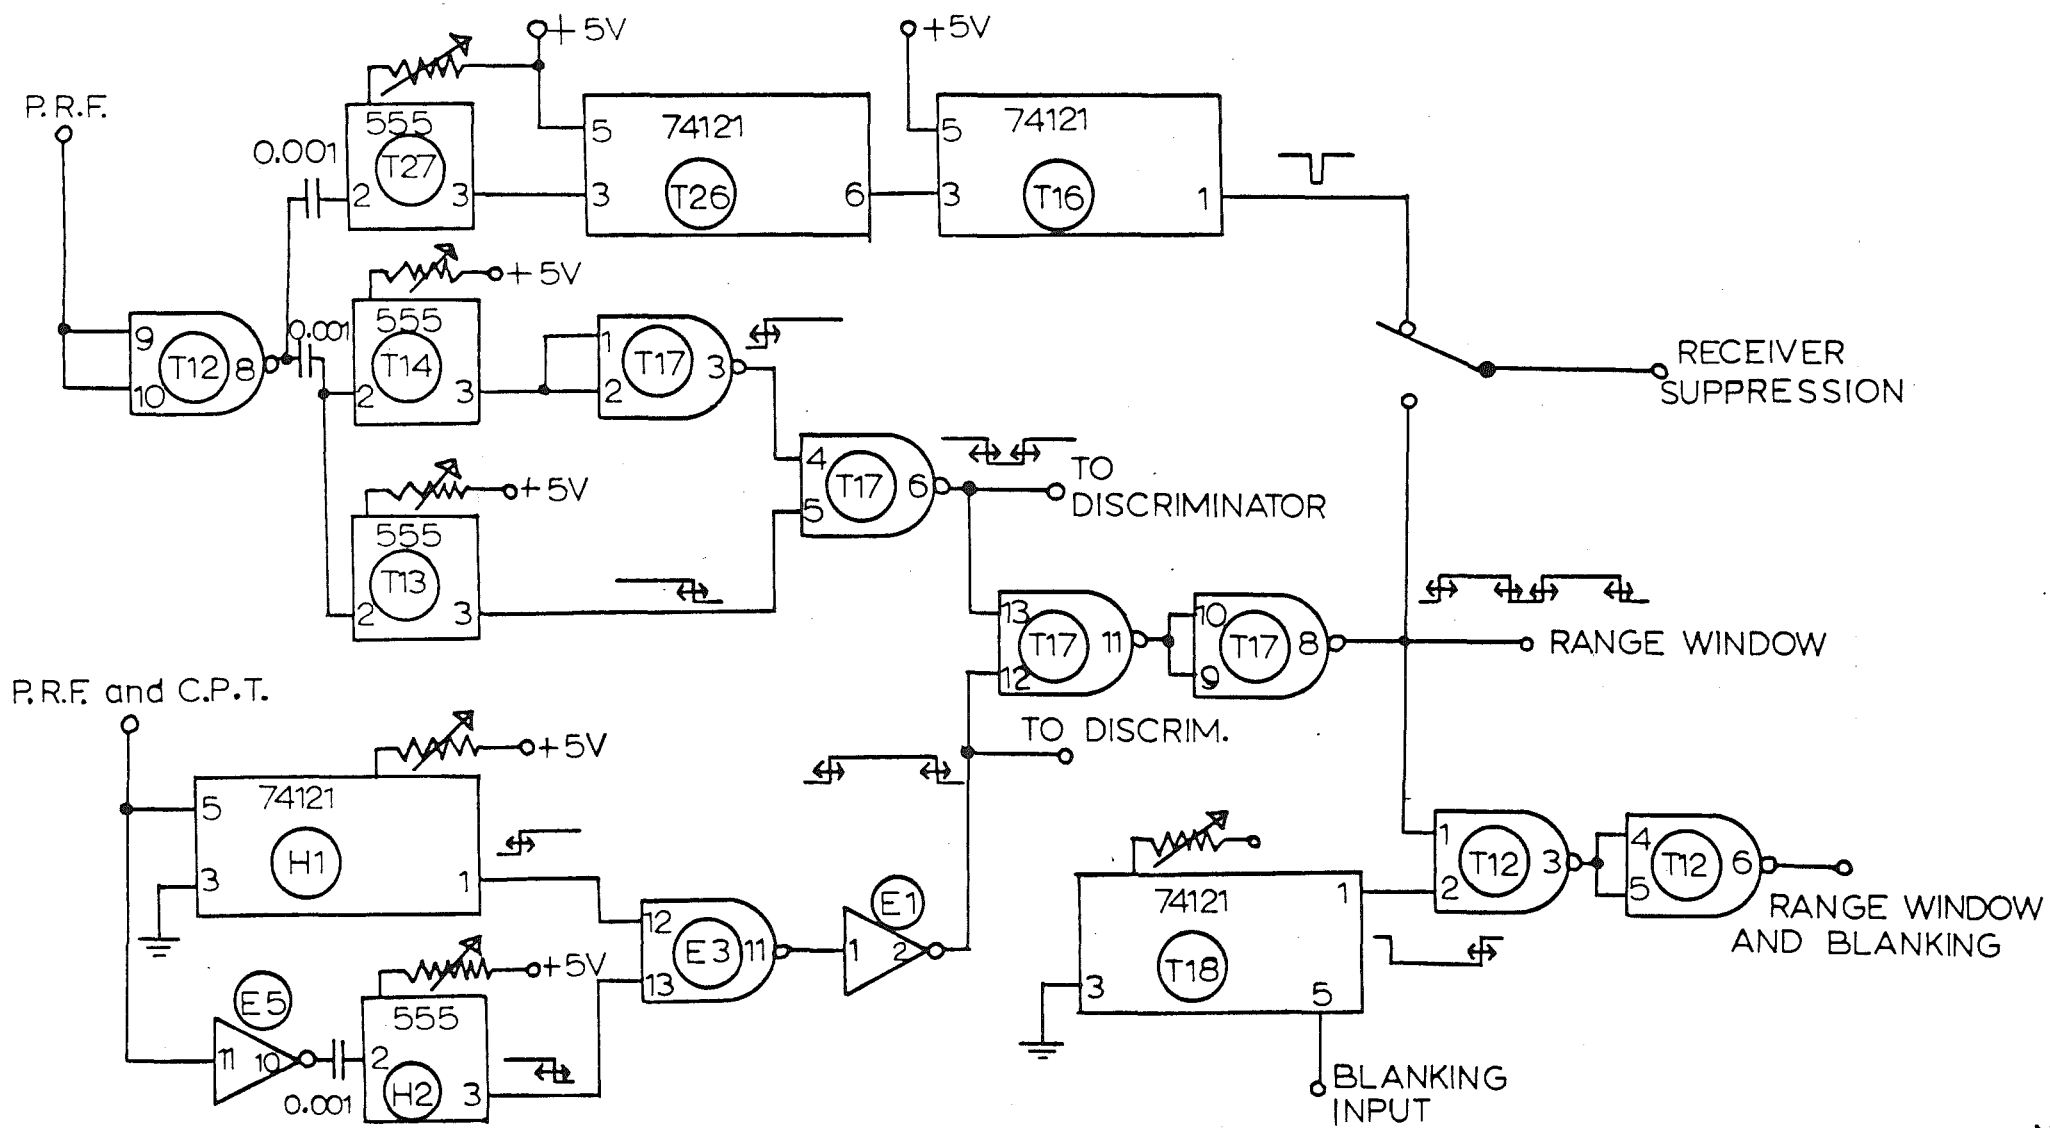 P.R.F.
+5V
+5V
555
T27
0.001
2
3
74121
5
T26
3
6
74121
5
T16
3
1
+5V
555
0.001
T14
2
3
9
T12
8
10
1
T17
3
2
RECEIVER
SUPPRESSION
+5V
555
T13
2
3
4
T17
6
5
TO
DISCRIMINATOR
13
T17
11
12
10
T17
8
9
RANGE WINDOW
P.R.F. and C.P.T.
TO DISCRIM.
+5V
74121
5
H1
3
1
12
E3
11
13
E1
1
2
+5V
E5
11
10
0.001
555
2
H2
3
74121
1
T18
3
5
BLANKING
INPUT
1
T12
3
2
4
T12
6
5
RANGE WINDOW
AND BLANKING